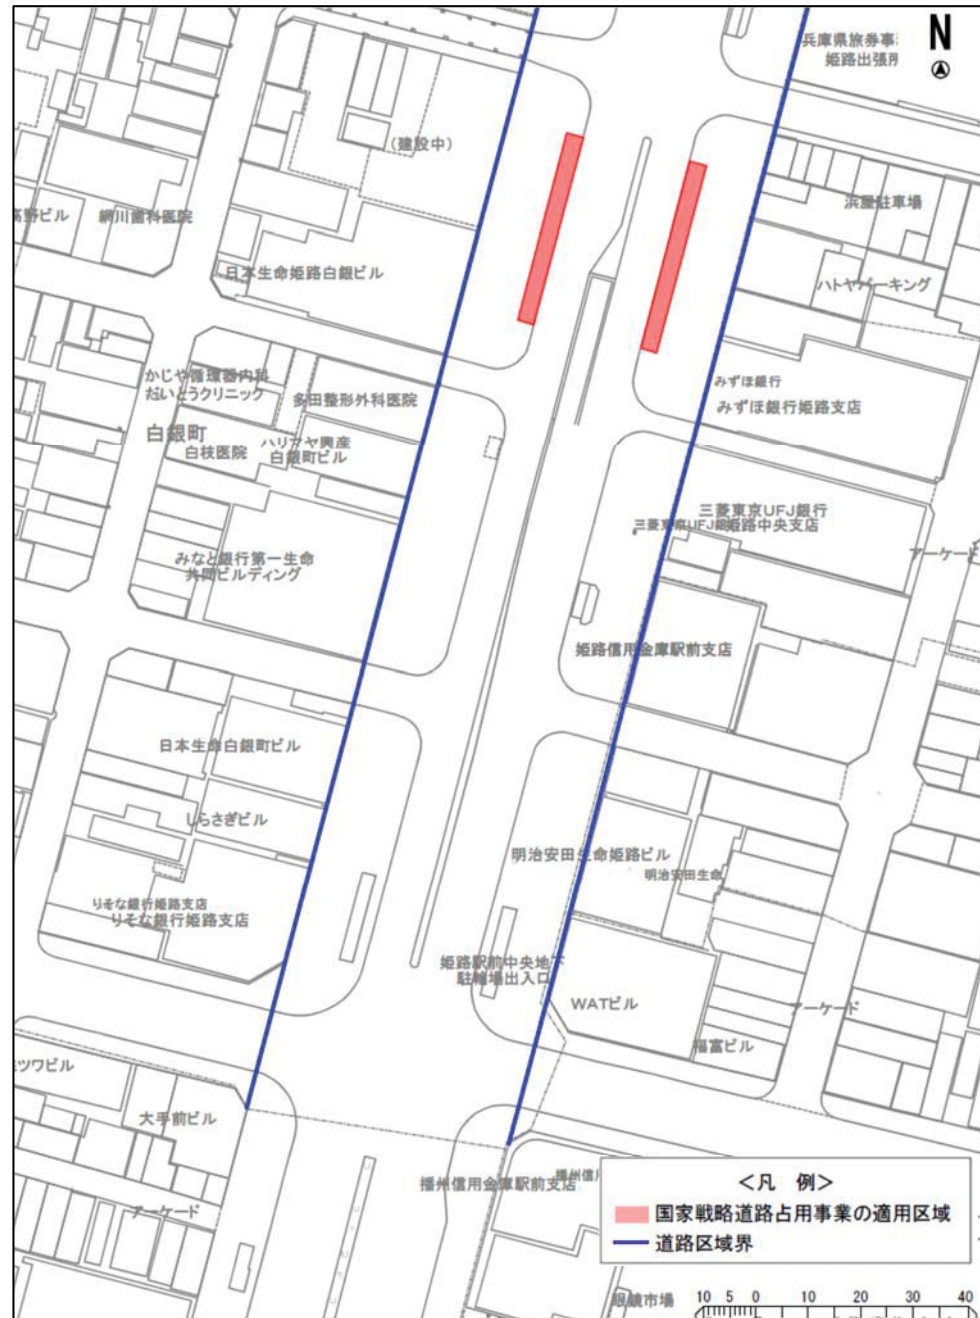 兵庫県旅券事
姫路出張所
N
(建設中)
高野ビル
網川歯科医院
浜屋駐車場
日本生命姫路白銀ビル
ハトヤパーキング
かじや循環器内科
だいとうクリニック
多田整形外科医院
みずほ銀行
みずほ銀行姫路支店
白銀町
白枝医院
ハリマヤ興産
白銀町ビル
三菱東京UFJ銀行
三菱東京UFJ銀行姫路中央支店
アーケード
みなと銀行第一生命
共同ビルディング
姫路信用金庫駅前支店
日本生命白銀町ビル
しらさぎビル
明治安田生命姫路ビル
明治安田生命
りそな銀行姫路支店
りそな銀行姫路支店
姫路駅前中央地下
駐輪場出入口
WATビル
アーケード
福富ビル
ミツワビル
大手前ビル
播州信用金庫駅前支店
播州信用
アーケード
<凡 例>
国家戦略道路占用事業の適用区域
道路区域界
眼鏡市場
10 5 0 10 20 30 40